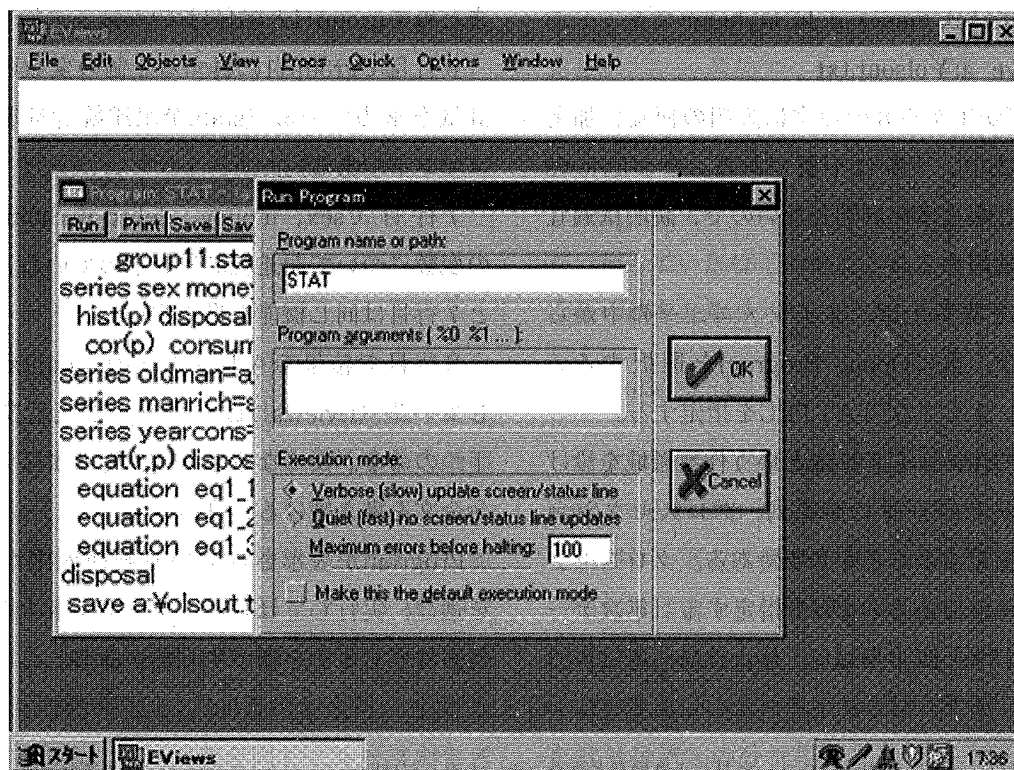 EViews
File Edit Objects View Procs Quick Options Window Help
Program: STAT
Run Print Save Sav
group11.sta
series sex money
hist(p) disposal
cor(p) consum
series oldman=a
series manrich=s
series yearcons=
scat(r,p) dispos
equation eq1_1
equation eq1_2
equation eq1_3
disposal
save a:¥olsout.t
Run Program
Program name or path:
STAT
Program arguments ( %0 %1 ... ):
Execution mode:
Verbose (slow) update screen/status line
Quiet (fast) no screen/status line updates
Maximum errors before halting: 100
Make this the default execution mode
OK
Cancel
スタート EViews 17:36